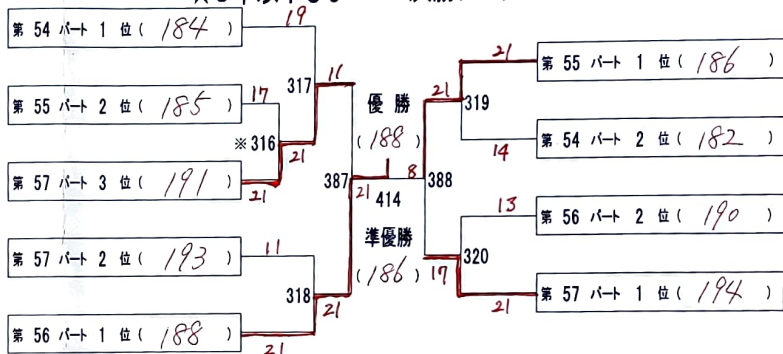 第 54 パート 1 位 ( 184 )
19
第 55 パート 2 位 ( 185 )
17
317
11
※316
21
第 57 パート 3 位 ( 191 )
21
第 57 パート 2 位 ( 193 )
11
318
21
第 56 パート 1 位 ( 188 )
21
387
21
優 勝
( 188 )
414
8
準優勝
( 186 )
第 55 パート 1 位 ( 186 )
21
21
319
第 54 パート 2 位 ( 182 )
14
388
第 56 パート 2 位 ( 190 )
13
320
17
第 57 パート 1 位 ( 194 )
21